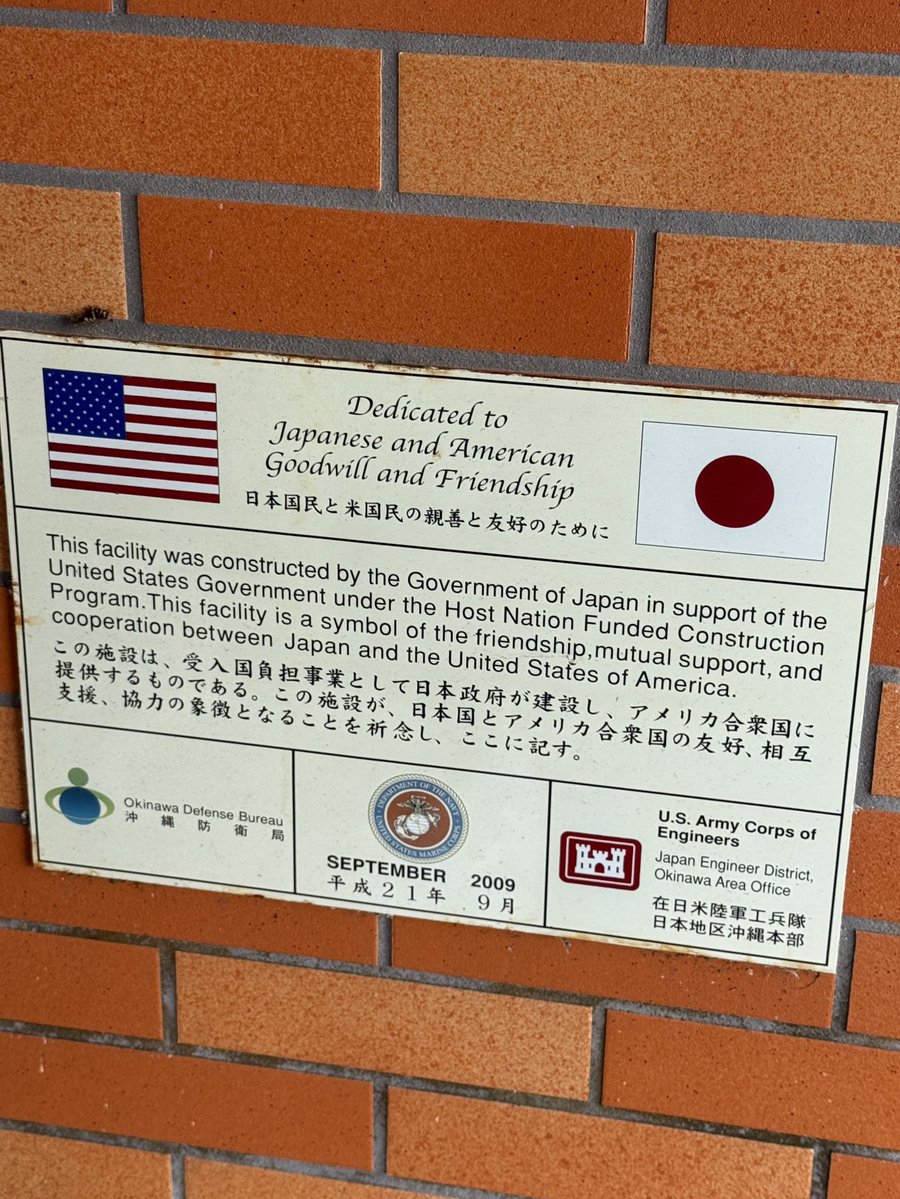 Dedicated to
Japanese and American
Goodwill and Friendship
日本国民と米国民の親善と友好のために
This facility was constructed by the Government of Japan in support of the
United States Government under the Host Nation Funded Construction
Program.This facility is a symbol of the friendship,mutual support, and
cooperation between Japan and the United States of America.
この施設は、受入国負担事業として日本政府が建設し、アメリカ合衆国に
提供するものである。この施設が、日本国とアメリカ合衆国の友好、相互
支援、協力の象徴となることを祈念し、ここに記す。
Okinawa Defense Bureau
沖縄防衛局
DEPARTMENT OF THE NAVY
UNITED STATES MARINE CORPS
SEPTEMBER 2009
平成21年 9月
U.S. Army Corps of
Engineers
Japan Engineer District,
Okinawa Area Office
在日米陸軍工兵隊
日本地区沖縄本部